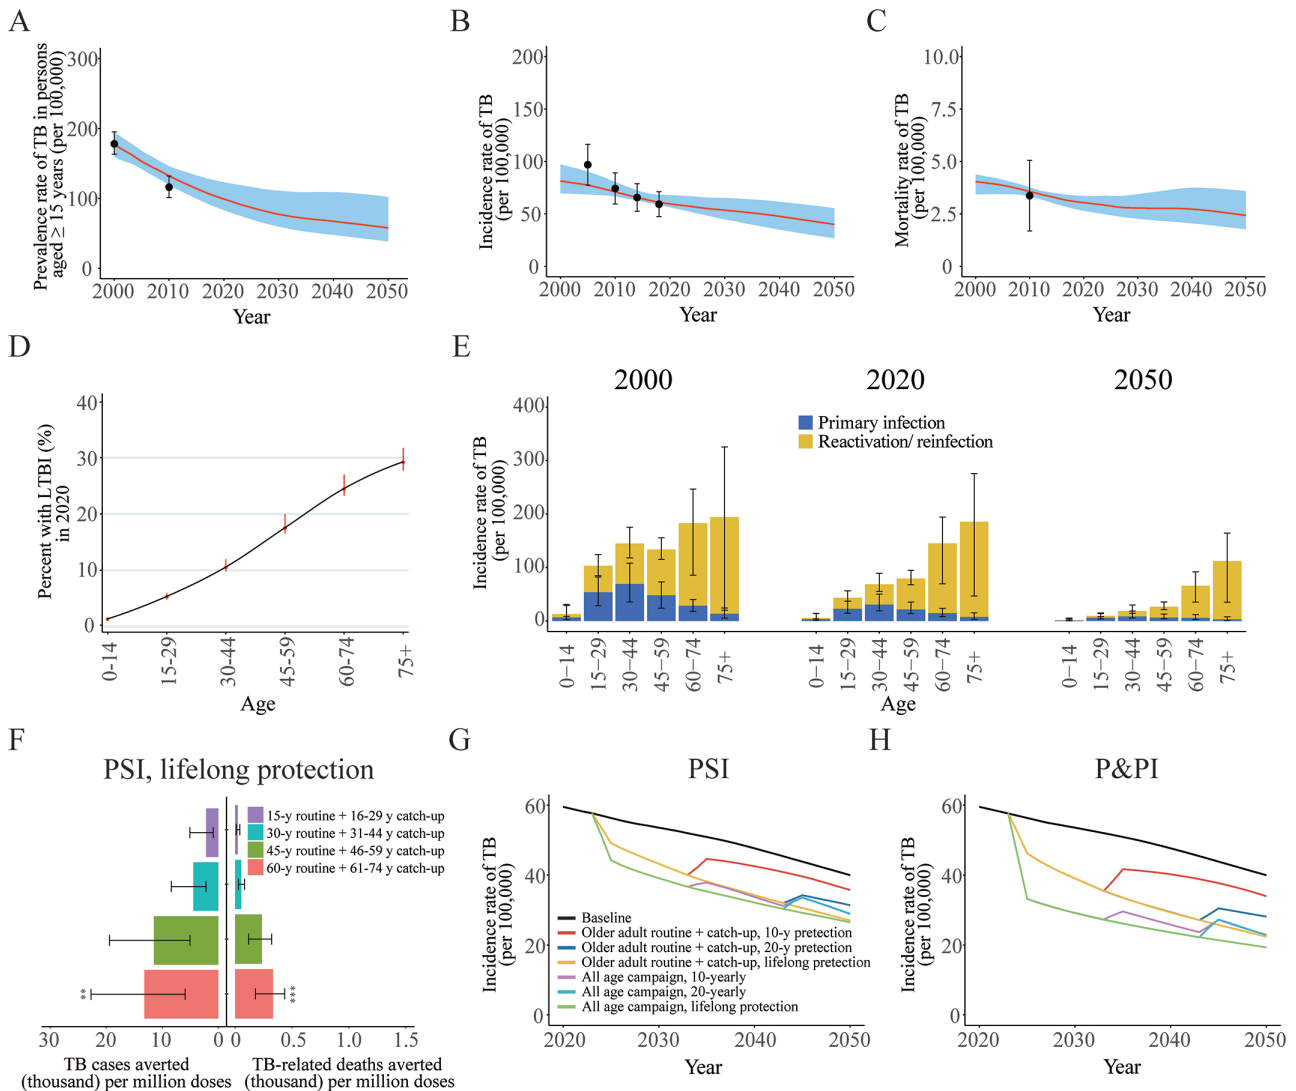 A
Prevalence rate of TB in persons
aged ≥ 15 years (per 100,000)
300
200
100
0
2000 2010 2020 2030 2040 2050
Year
B
Incidence rate of TB
(per 100,000)
200
150
100
50
0
2000 2010 2020 2030 2040 2050
Year
C
Mortality rate of TB
(per 100,000)
10.0
7.5
5.0
2.5
0
2000 2010 2020 2030 2040 2050
Year
D
Percent with LTBI (%)
in 2020
40
30
20
10
0
0-14 15-29 30-44 45-59 60-74 75+
Age
E
2000 2020 2050
Incidence rate of TB
(per 100,000)
400
300
200
100
0
Primary infection
Reactivation/ reinfection
0−14 15−29 30−44 45−59 60−74 75+ 0−14 15−29 30−44 45−59 60−74 75+ 0−14 15−29 30−44 45−59 60−74 75+
Age
F
PSI, lifelong protection
15-y routine + 16-29 y catch-up
30-y routine + 31-44 y catch-up
45-y routine + 46-59 y catch-up
60-y routine + 61-74 y catch-up
** ***
30 20 10 0 0 0.5 1.0 1.5
TB cases averted
(thousand) per million doses
TB-related deaths averted
(thousand) per million doses
G
PSI
Incidence rate of TB
(per 100,000)
60
40
20
0
Baseline
Older adult routine + catch-up, 10-y pretection
Older adult routine + catch-up, 20-y pretection
Older adult routine + catch-up, lifelong protection
All age campaign, 10-yearly
All age campaign, 20-yearly
All age campaign, lifelong protection
2020 2030 2040 2050
Year
H
P&PI
Incidence rate of TB
(per 100,000)
60
40
20
0
2020 2030 2040 2050
Year